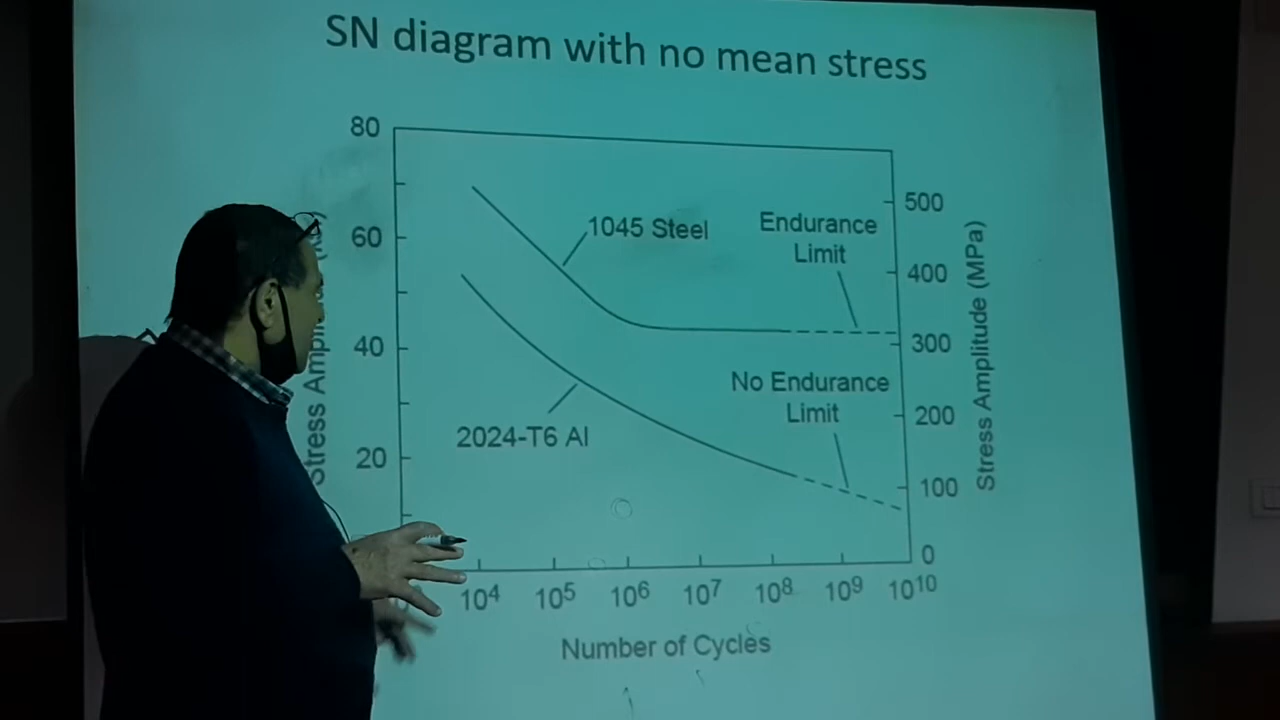 SN diagram with no mean stress
80
60
40
20
Stress
1045 Steel
Endurance
Limit
No Endurance
Limit
2024-T6 Al
500
400
300
200
100
0
Stress Amplitude (MPa)
10⁴ 10⁵ 10⁶ 10⁷ 10⁸ 10⁹ 10¹⁰
Number of Cycles